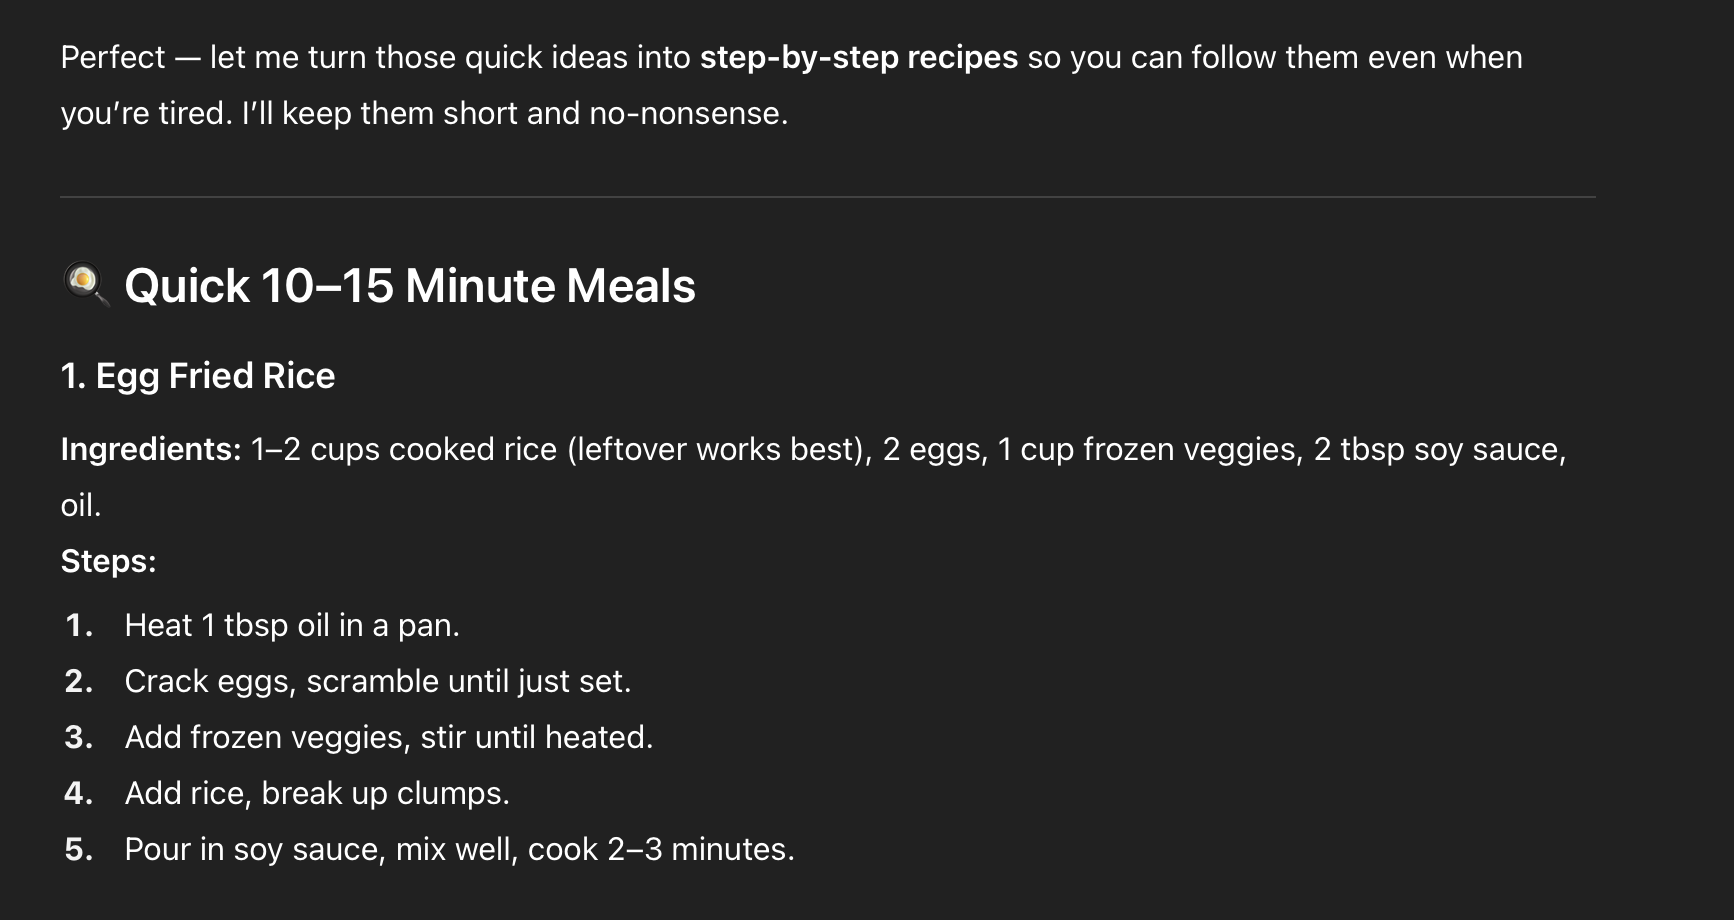 Perfect — let me turn those quick ideas into step-by-step recipes so you can follow them even when
you’re tired. I’ll keep them short and no-nonsense.
🍳 Quick 10–15 Minute Meals
1. Egg Fried Rice
Ingredients: 1–2 cups cooked rice (leftover works best), 2 eggs, 1 cup frozen veggies, 2 tbsp soy sauce,
oil.
Steps:
1. Heat 1 tbsp oil in a pan.
2. Crack eggs, scramble until just set.
3. Add frozen veggies, stir until heated.
4. Add rice, break up clumps.
5. Pour in soy sauce, mix well, cook 2–3 minutes.